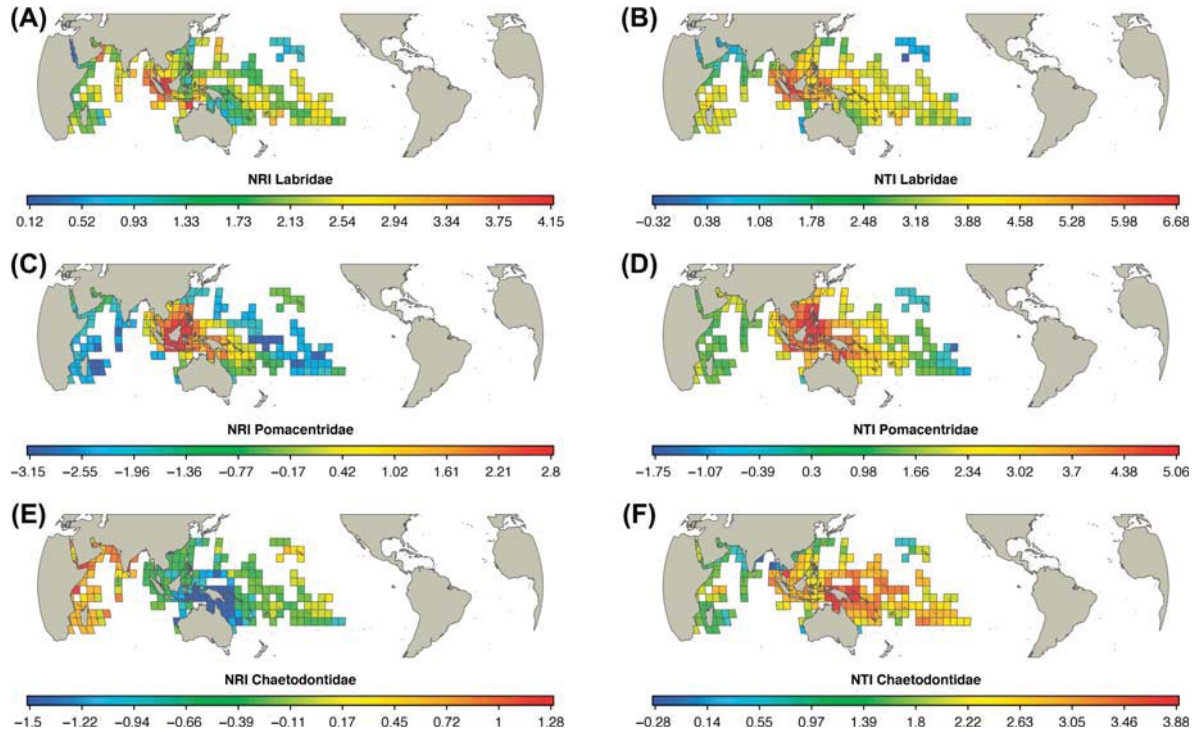 (A)
(B)
NRI Labridae
0.12 0.52 0.93 1.33 1.73 2.13 2.54 2.94 3.34 3.75 4.15
NTI Labridae
−0.32 0.38 1.08 1.78 2.48 3.18 3.88 4.58 5.28 5.98 6.68
(C)
(D)
NRI Pomacentridae
−3.15 −2.55 −1.96 −1.36 −0.77 −0.17 0.42 1.02 1.61 2.21 2.8
NTI Pomacentridae
−1.75 −1.07 −0.39 0.3 0.98 1.66 2.34 3.02 3.7 4.38 5.06
(E)
(F)
NRI Chaetodontidae
−1.5 −1.22 −0.94 −0.66 −0.39 −0.11 0.17 0.45 0.72 1 1.28
NTI Chaetodontidae
−0.28 0.14 0.55 0.97 1.39 1.8 2.22 2.63 3.05 3.46 3.88